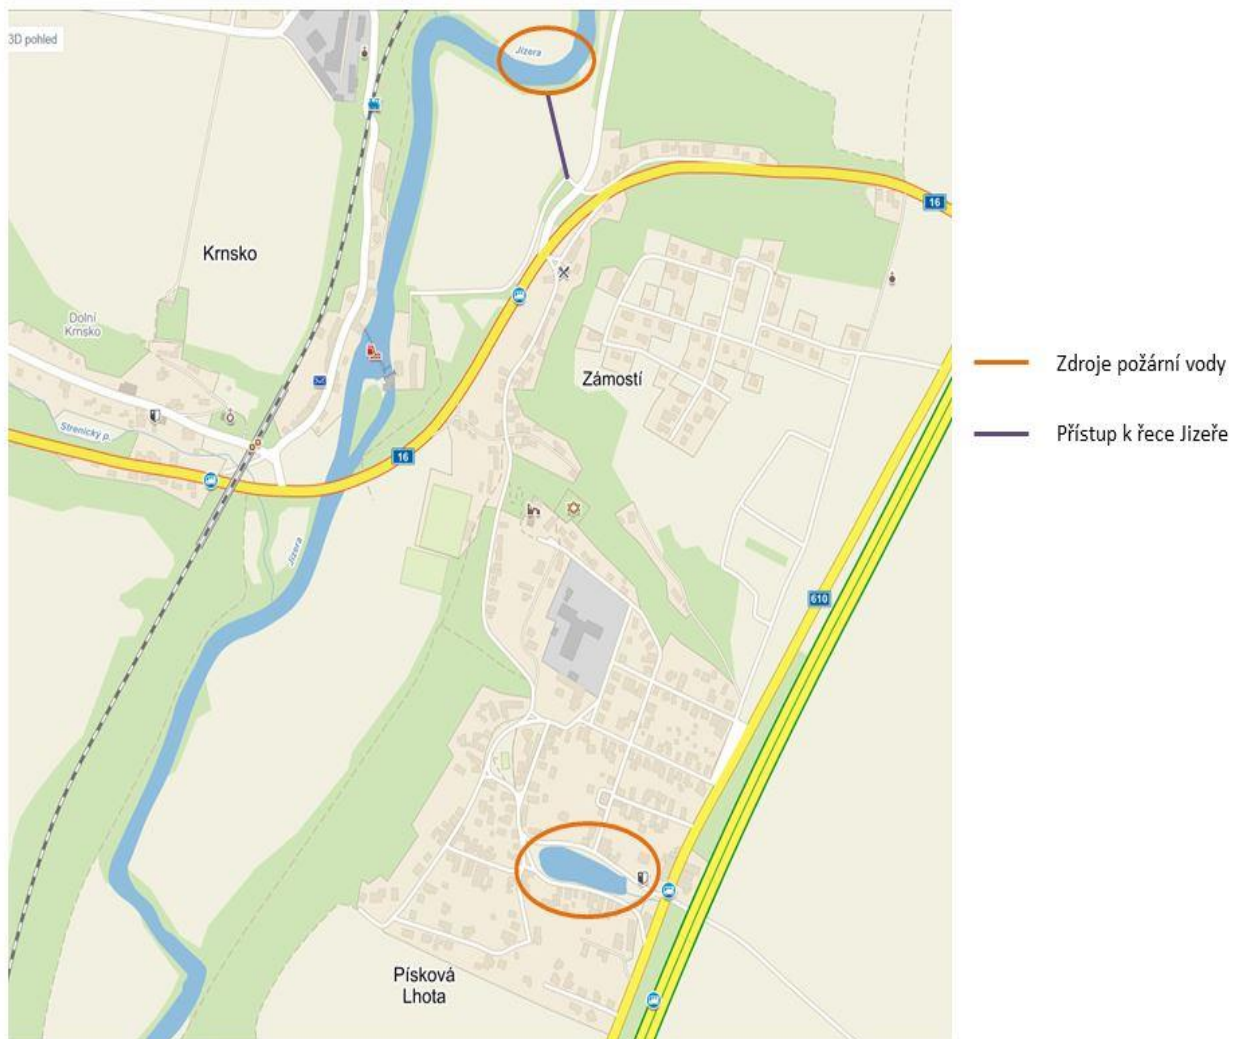 3D pohled
Jizera
16
Krnsko
Dolní
Krnsko
Zámostí
Strenický p.
16
Jizera
610
Písková
Lhota
Zdroje požární vody
Přístup k řece Jizeře